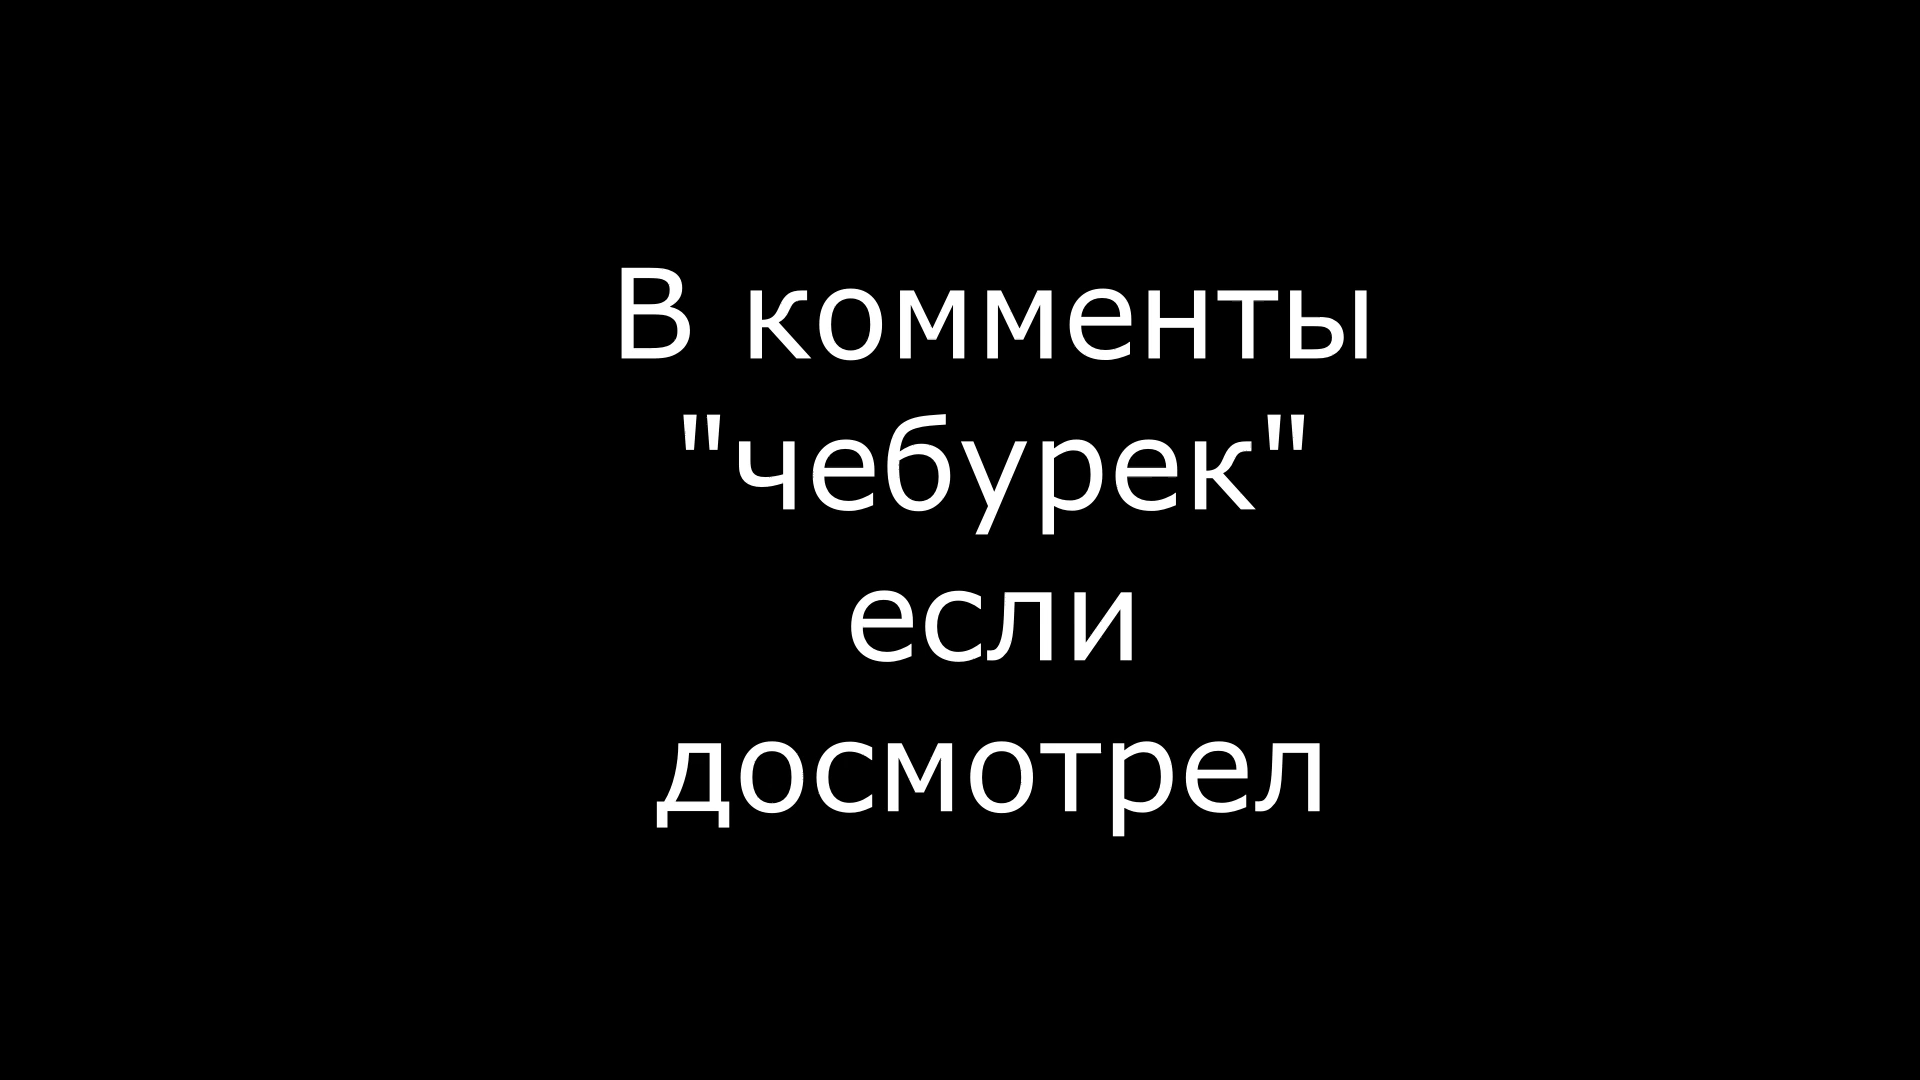 В комменты
"чебурек"
если
досмотрел